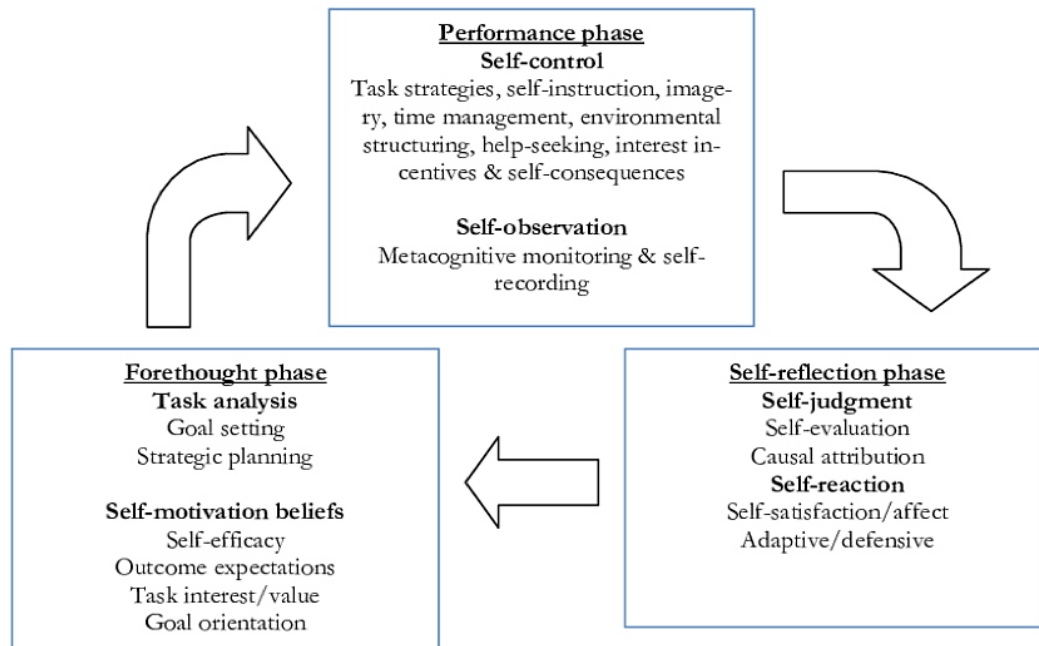 Performance phase
Self-control
Task strategies, self-instruction, image-
ry, time management, environmental
structuring, help-seeking, interest in-
centives & self-consequences
Self-observation
Metacognitive monitoring & self-
recording
Forethought phase
Task analysis
Goal setting
Strategic planning
Self-motivation beliefs
Self-efficacy
Outcome expectations
Task interest/value
Goal orientation
Self-reflection phase
Self-judgment
Self-evaluation
Causal attribution
Self-reaction
Self-satisfaction/affect
Adaptive/defensive